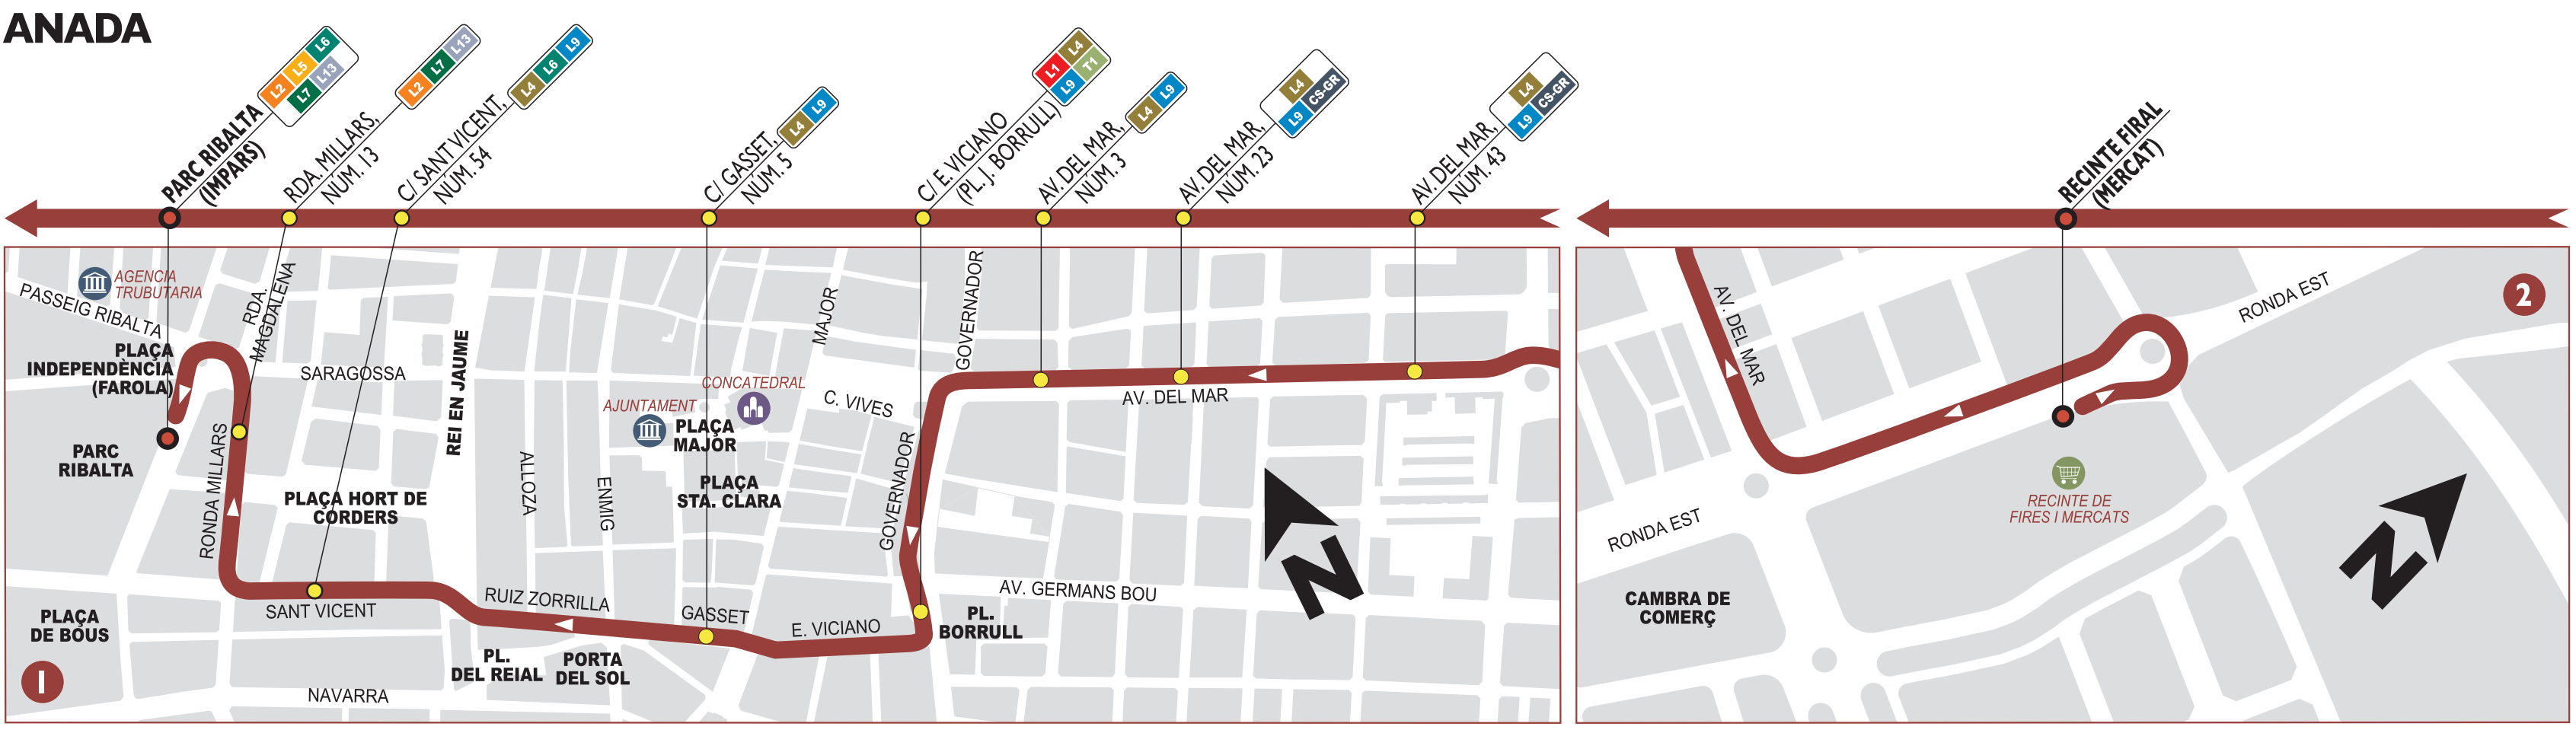 ANADA
PARC RIBALTA
(IMPARS)
L2 L5 L6
L7 L13
RDA. MILLARS,
NÚM. 13
L2 L7 L13
C/ SANT VICENT,
NÚM. 54
L4 L6 L9
C/ GASSET,
NÚM. 5
L4 L9
C/ E. VICIANO
(PL. J. BORRULL)
L1 L4
L9 T1
AV. DEL MAR,
NÚM. 3
L4 L9
AV. DEL MAR,
NÚM. 23
L4
L9 CS-GR
AV. DEL MAR,
NÚM. 43
L4
L9 CS-GR
RECINTE FIRAL
(MERCAT)
AGENCIA
TRUBUTARIA
PASSEIG RIBALTA
RDA.
MAGDALENA
PLAÇA
INDEPENDÈNCIA
(FAROLA)
PARC
RIBALTA
RONDA MILLARS
SARAGOSSA
REI EN JAUME
PLAÇA HORT DE
CORDERS
SANT VICENT
PLAÇA
DE BOUS
1
NAVARRA
ALLOZA
ENMIG
RUIZ ZORRILLA
PL.
DEL REIAL
PORTA
DEL SOL
AJUNTAMENT
CONCATEDRAL
PLAÇA
MAJOR
PLAÇA
STA. CLARA
GASSET
MAJOR
C. VIVES
E. VICIANO
GOVERNADOR
GOVERNADOR
PL.
BORRULL
AV. DEL MAR
AV. GERMANS BOU
N
AV. DEL MAR
RONDA EST
2
RONDA EST
RECINTE DE
FIRES I MERCATS
CAMBRA DE
COMERÇ
N